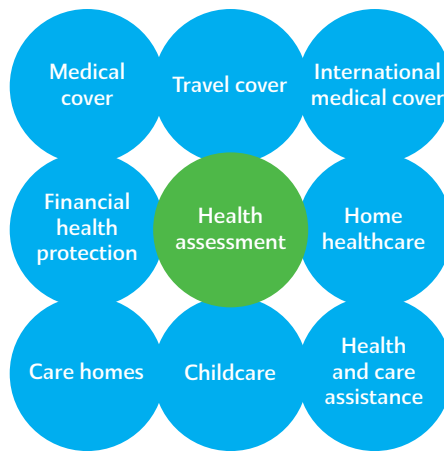 Medical
cover
Travel cover
International
medical cover
Financial
health
protection
Health
assessment
Home
healthcare
Care homes
Childcare
Health
and care
assistance